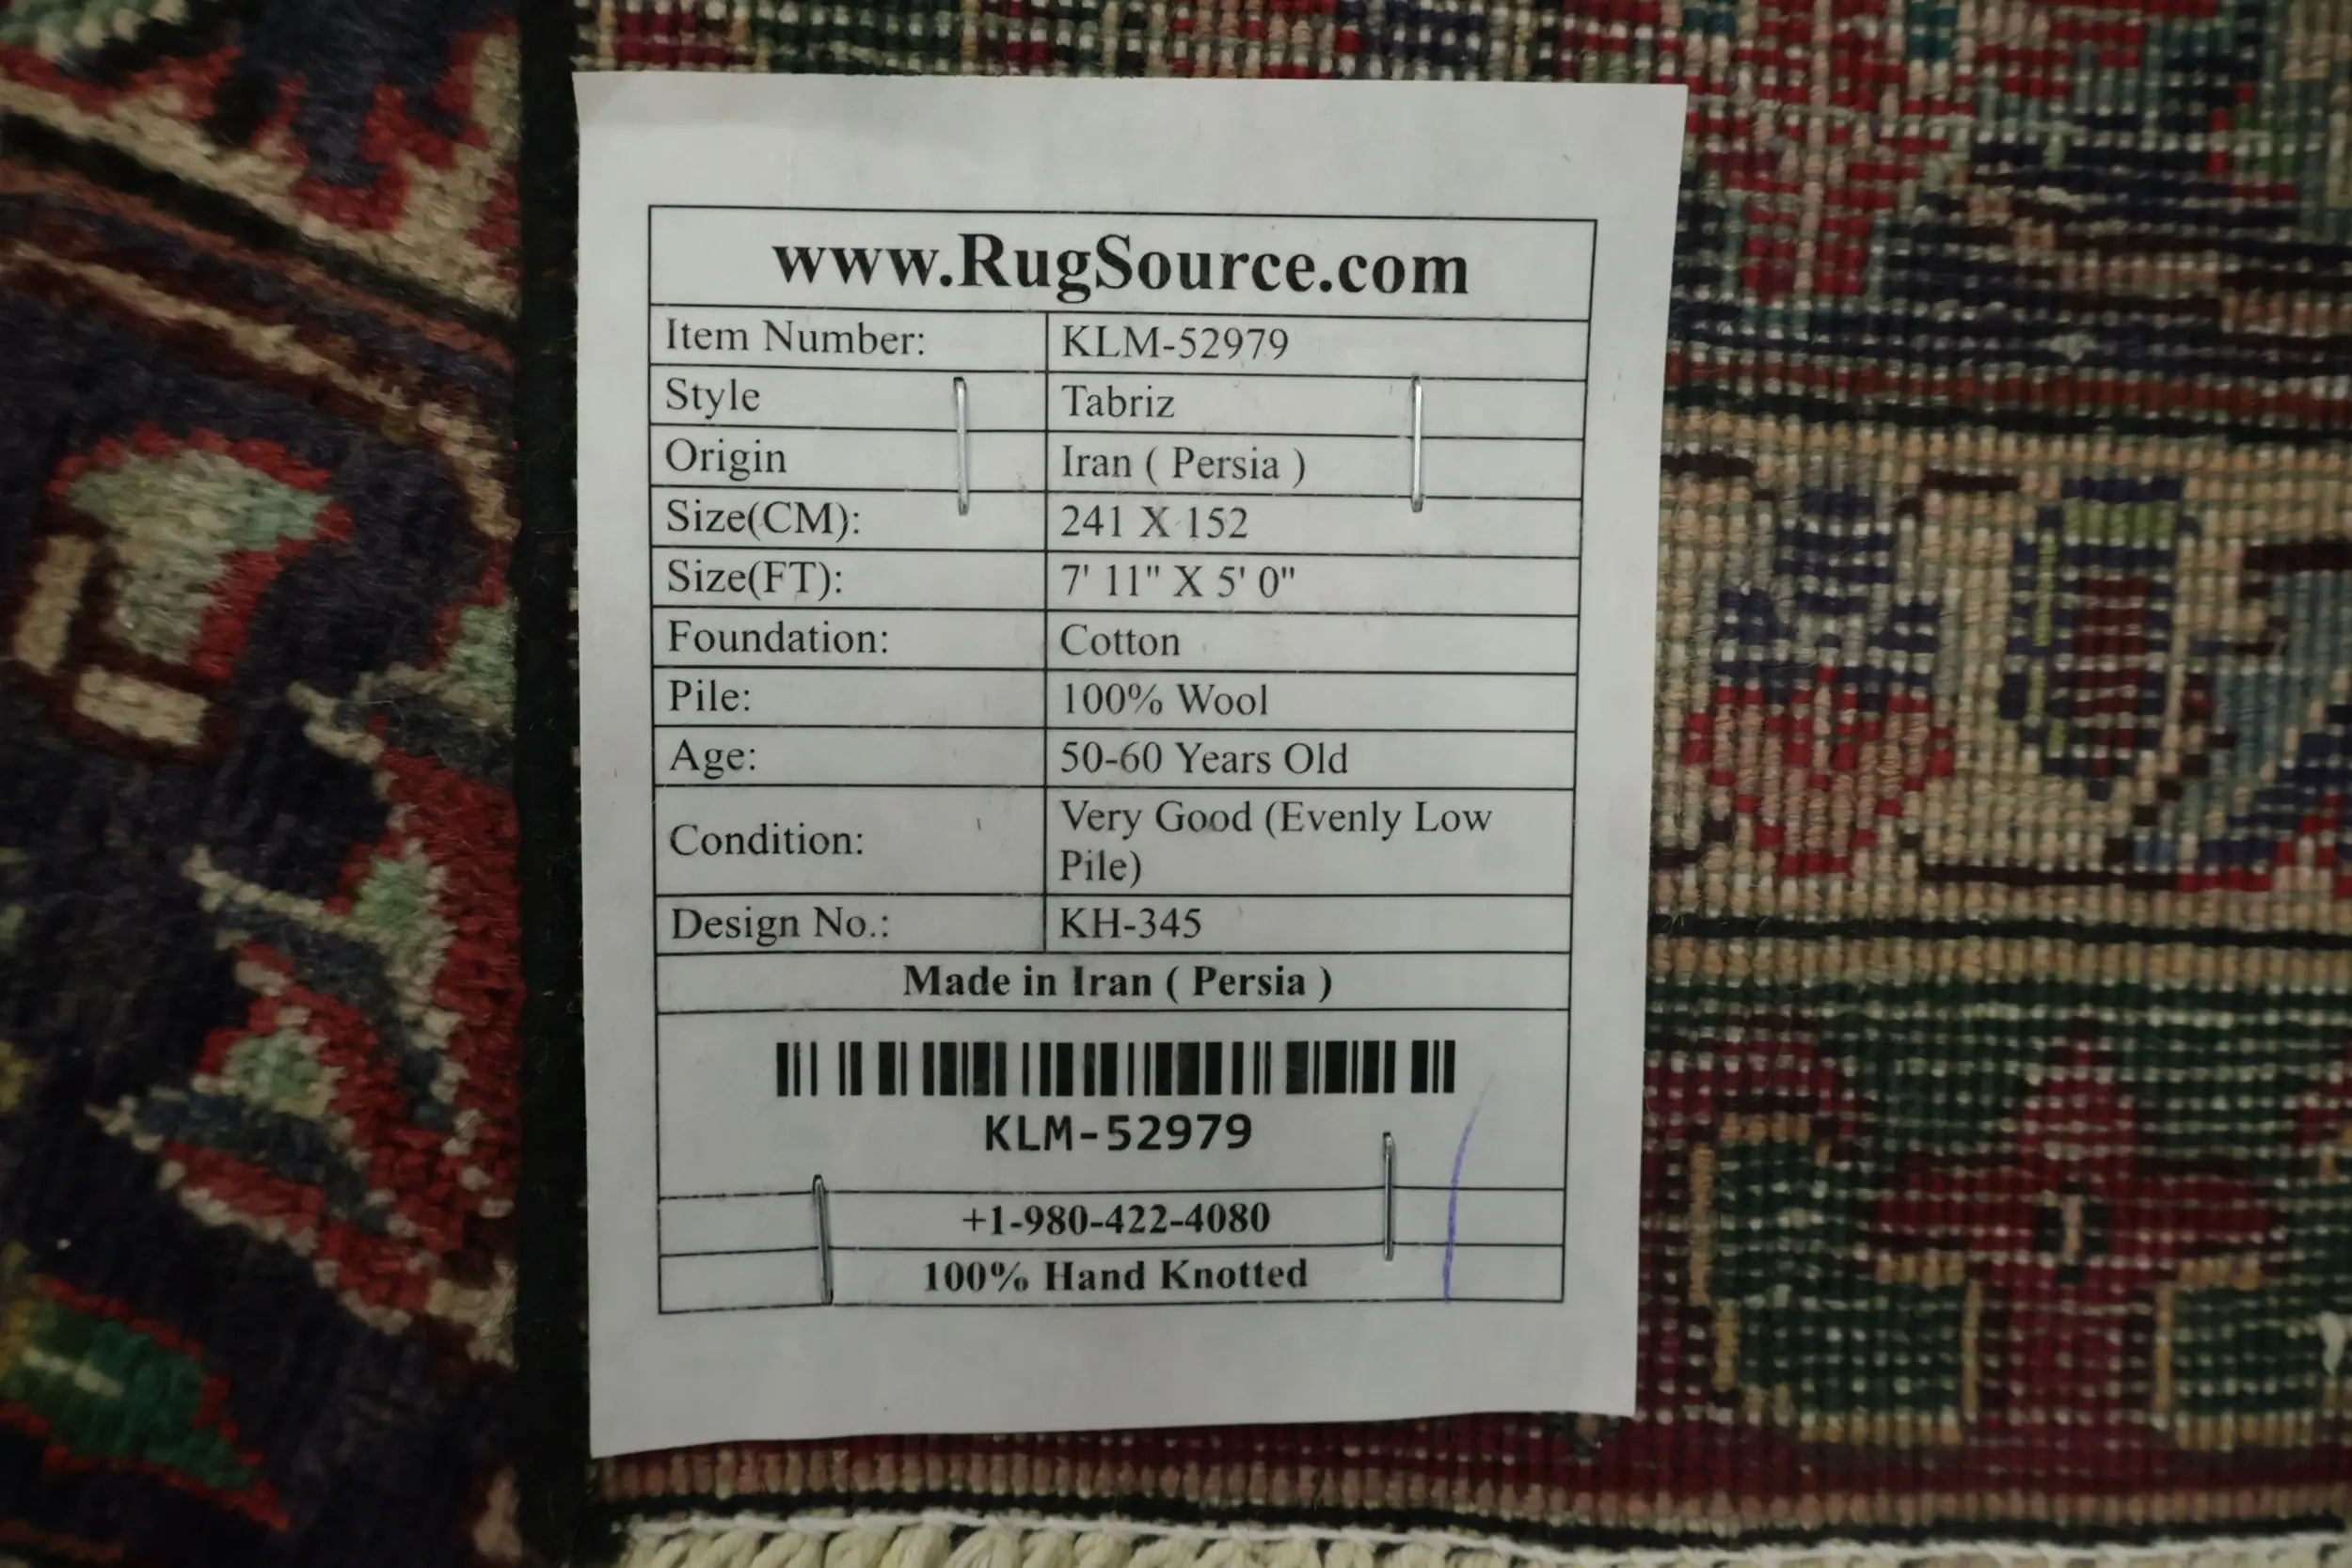 www.RugSource.com
Item Number: KLM-52979
Style Tabriz
Origin Iran ( Persia )
Size(CM): 241 X 152
Size(FT): 7' 11" X 5' 0"
Foundation: Cotton
Pile: 100% Wool
Age: 50-60 Years Old
Condition: Very Good (Evenly Low
Pile)
Design No.: KH-345
Made in Iran ( Persia )
KLM-52979
+1-980-422-4080
100% Hand Knotted